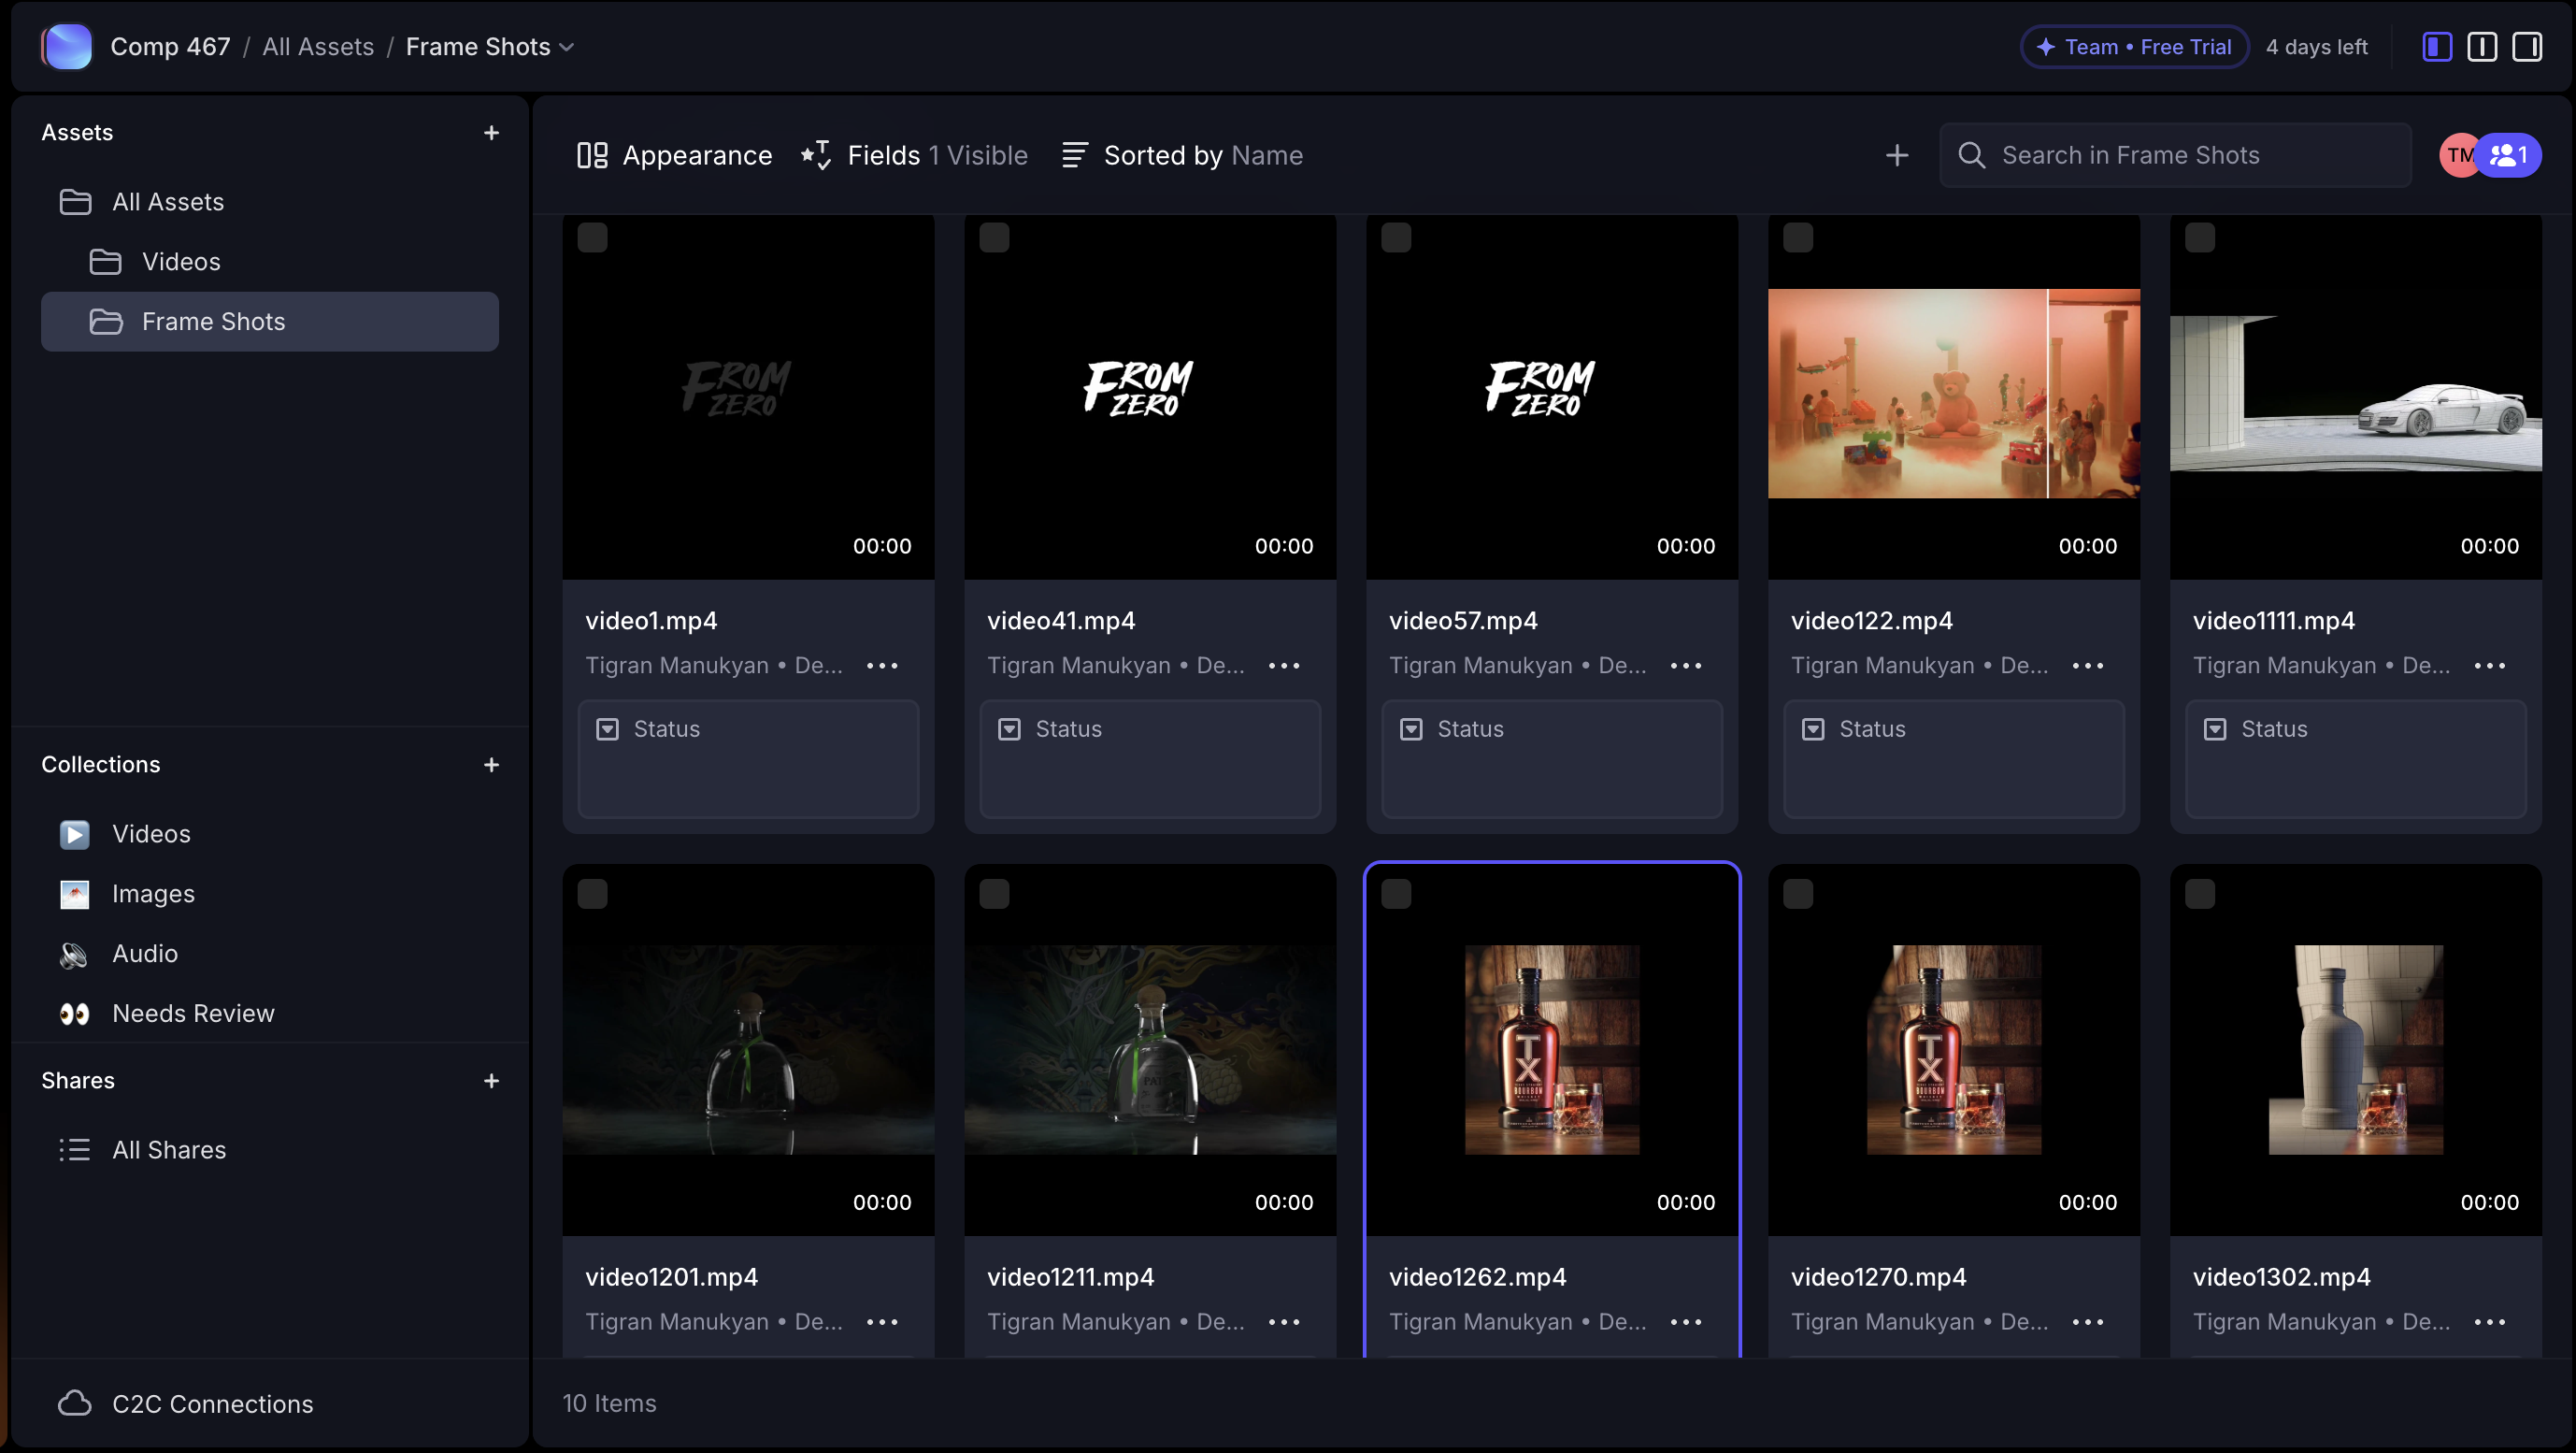 Comp 467 / All Assets / Frame Shots
Team • Free Trial
4 days left
Assets
All Assets
Videos
Frame Shots
Collections
Videos
Images
Audio
Needs Review
Shares
All Shares
C2C Connections
Appearance
Fields 1 Visible
Sorted by Name
Search in Frame Shots
TM
1
FROM
ZERO
00:00
video1.mp4
Tigran Manukyan • De...
Status
FROM
ZERO
00:00
video41.mp4
Tigran Manukyan • De...
Status
FROM
ZERO
00:00
video57.mp4
Tigran Manukyan • De...
Status
00:00
video122.mp4
Tigran Manukyan • De...
Status
00:00
video1111.mp4
Tigran Manukyan • De...
Status
00:00
video1201.mp4
Tigran Manukyan • De...
00:00
video1211.mp4
Tigran Manukyan • De...
TX
BOURBON
00:00
video1262.mp4
Tigran Manukyan • De...
TX
BOURBON
00:00
video1270.mp4
Tigran Manukyan • De...
00:00
video1302.mp4
Tigran Manukyan • De...
10 Items